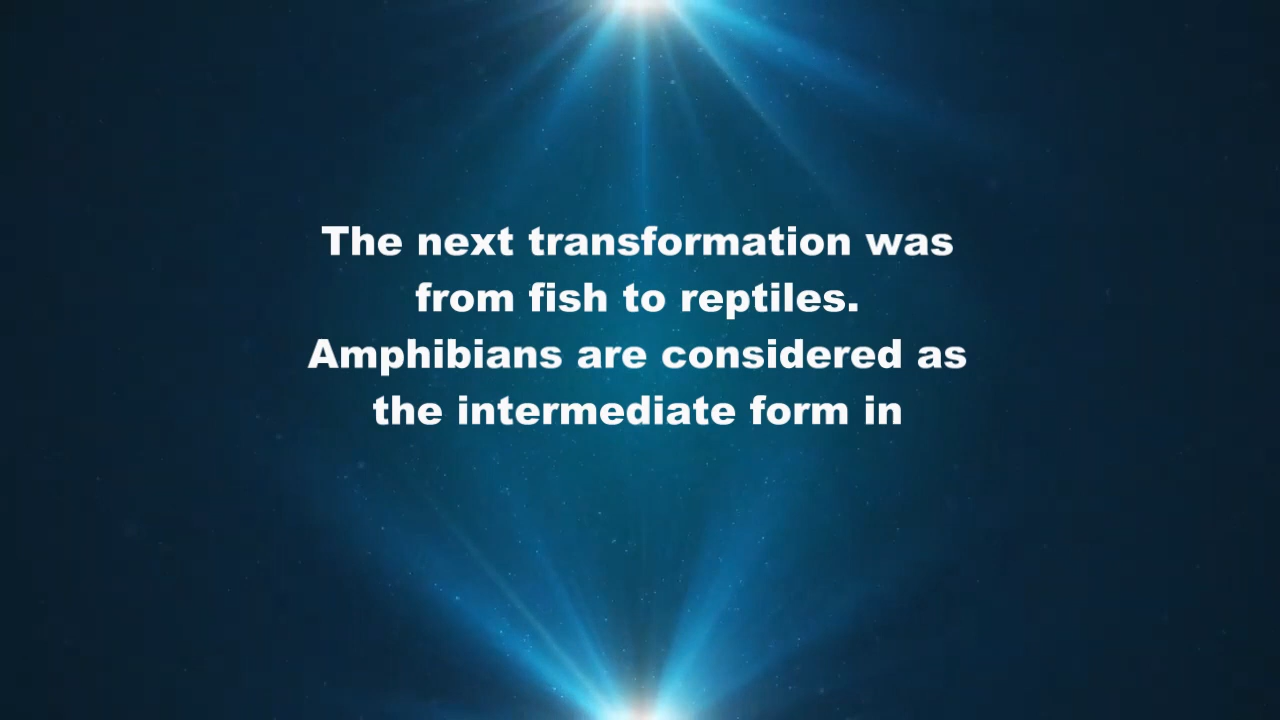 The next transformation was
from fish to reptiles.
Amphibians are considered as
the intermediate form in